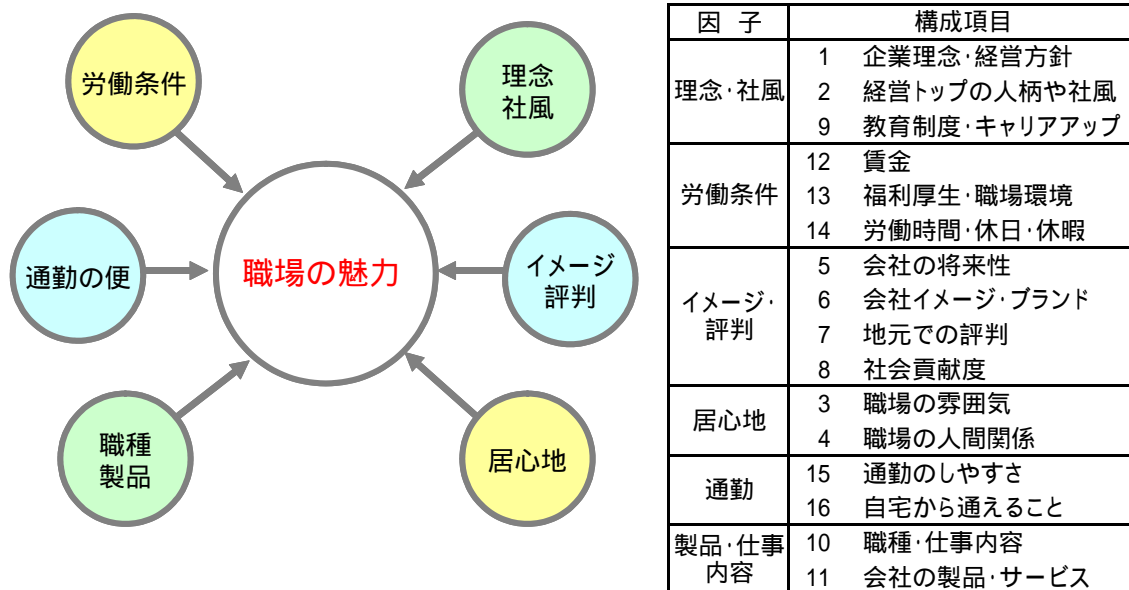 労働条件
理念
社風
通勤の便
職場の魅力
イメージ
評判
職種
製品
居心地
因 子 構成項目
理念・社風
1 企業理念・経営方針
2 経営トップの人柄や社風
9 教育制度・キャリアアップ
労働条件
12 賃金
13 福利厚生・職場環境
14 労働時間・休日・休暇
イメージ・
評判
5 会社の将来性
6 会社イメージ・ブランド
7 地元での評判
8 社会貢献度
居心地
3 職場の雰囲気
4 職場の人間関係
通勤
15 通勤のしやすさ
16 自宅から通えること
製品・仕事
内容
10 職種・仕事内容
11 会社の製品・サービス